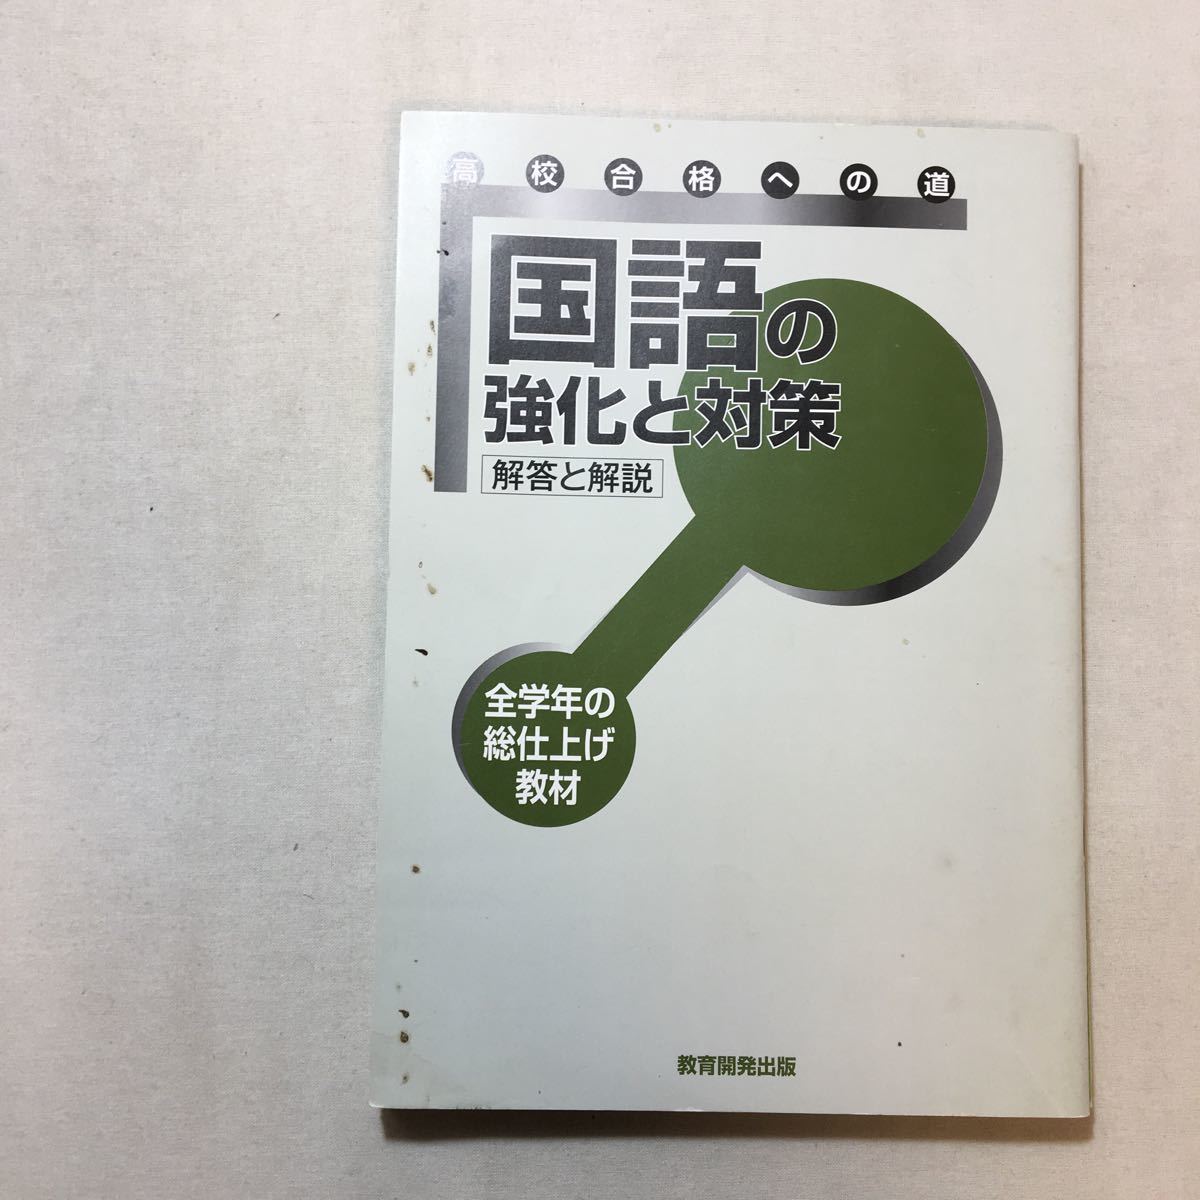 高校合格への道
国語の
強化と対策
解答と解説
全学年の
総仕上げ
教材
教育開発出版